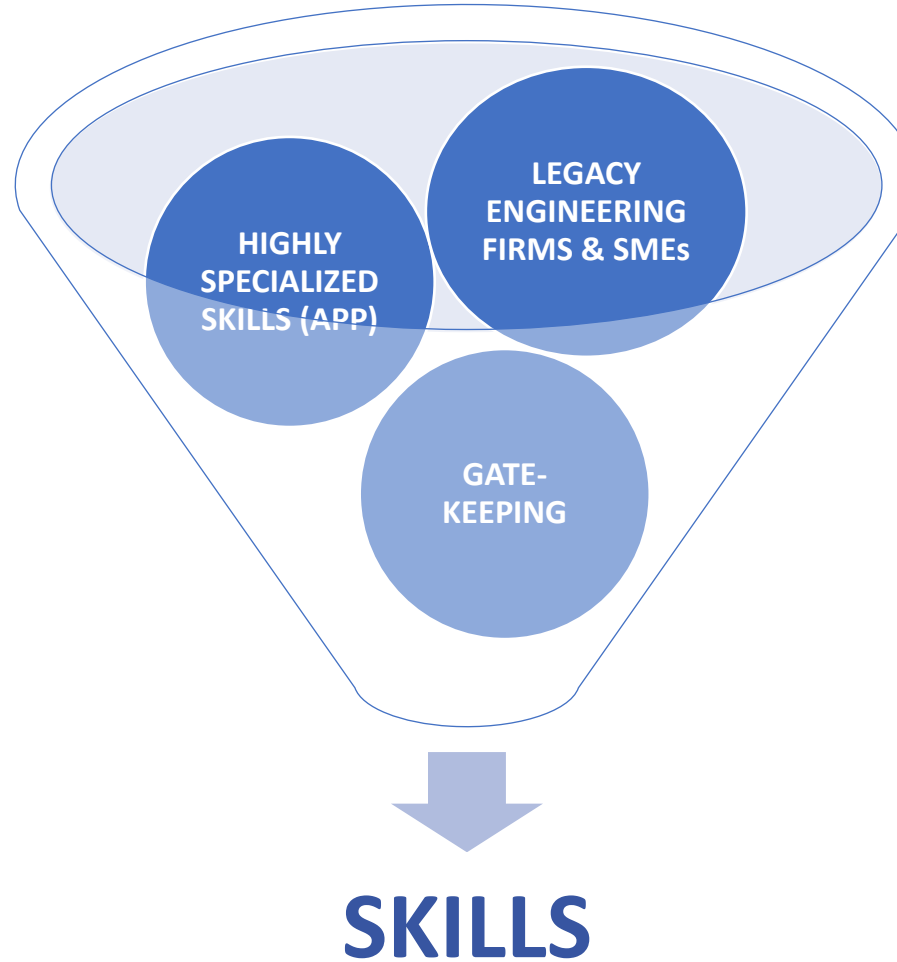 HIGHLY
SPECIALIZED
SKILLS (APP)
LEGACY
ENGINEERING
FIRMS & SMEs
GATE-
KEEPING
SKILLS